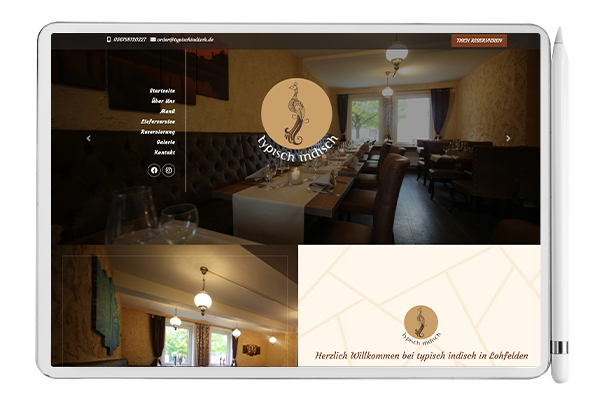 order@typischindisch.de
TISCH RESERVIEREN
Startseite
Über Uns
Menü
Lieferservice
Reservierung
Galerie
Kontakt
typisch indisch
typisch indisch
Herzlich Willkommen bei typisch indisch in Lohfelden